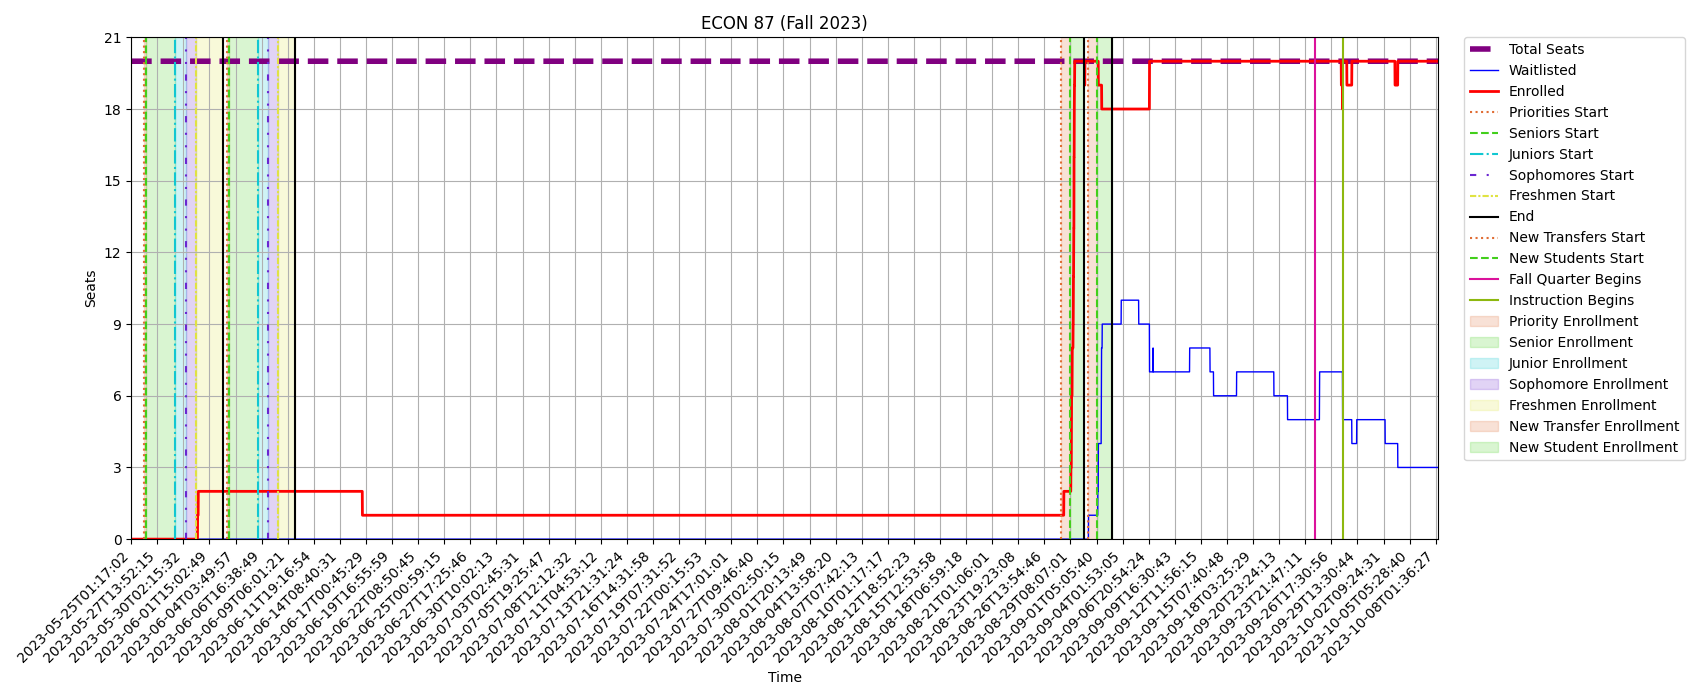 ECON 87 (Fall 2023)
21
18
15
12
9
6
3
0
Seats
2023-05-25T01:17:02
2023-05-27T13:52:15
2023-05-30T02:15:32
2023-06-01T15:02:49
2023-06-04T03:49:57
2023-06-06T16:38:49
2023-06-09T06:01:21
2023-06-11T19:16:54
2023-06-14T08:40:31
2023-06-17T00:45:29
2023-06-19T16:55:59
2023-06-22T08:50:45
2023-06-24T00:59:15
2023-06-27T17:25:46
2023-06-30T10:02:13
2023-07-03T02:45:31
2023-07-05T19:25:47
2023-07-08T12:12:32
2023-07-11T04:53:12
2023-07-13T21:31:24
2023-07-16T14:31:58
2023-07-19T07:31:52
2023-07-22T00:15:53
2023-07-24T17:01:01
2023-07-27T09:46:40
2023-07-30T02:50:15
2023-08-01T20:13:49
2023-08-04T13:58:20
2023-08-07T07:42:13
2023-08-10T01:17:17
2023-08-12T18:52:23
2023-08-15T12:53:58
2023-08-18T06:59:18
2023-08-21T01:06:01
2023-08-23T19:23:08
2023-08-26T13:54:46
2023-08-29T08:07:01
2023-09-01T05:05:40
2023-09-04T01:53:05
2023-09-06T20:54:24
2023-09-09T16:30:43
2023-09-12T11:56:15
2023-09-15T07:40:48
2023-09-18T03:25:29
2023-09-20T23:24:13
2023-09-23T21:47:11
2023-09-26T17:30:56
2023-09-29T13:30:44
2023-10-02T09:24:31
2023-10-05T05:28:40
2023-10-08T01:36:27
Time
Total Seats
Waitlisted
Enrolled
Priorities Start
Seniors Start
Juniors Start
Sophomores Start
Freshmen Start
End
New Transfers Start
New Students Start
Fall Quarter Begins
Instruction Begins
Priority Enrollment
Senior Enrollment
Junior Enrollment
Sophomore Enrollment
Freshmen Enrollment
New Transfer Enrollment
New Student Enrollment